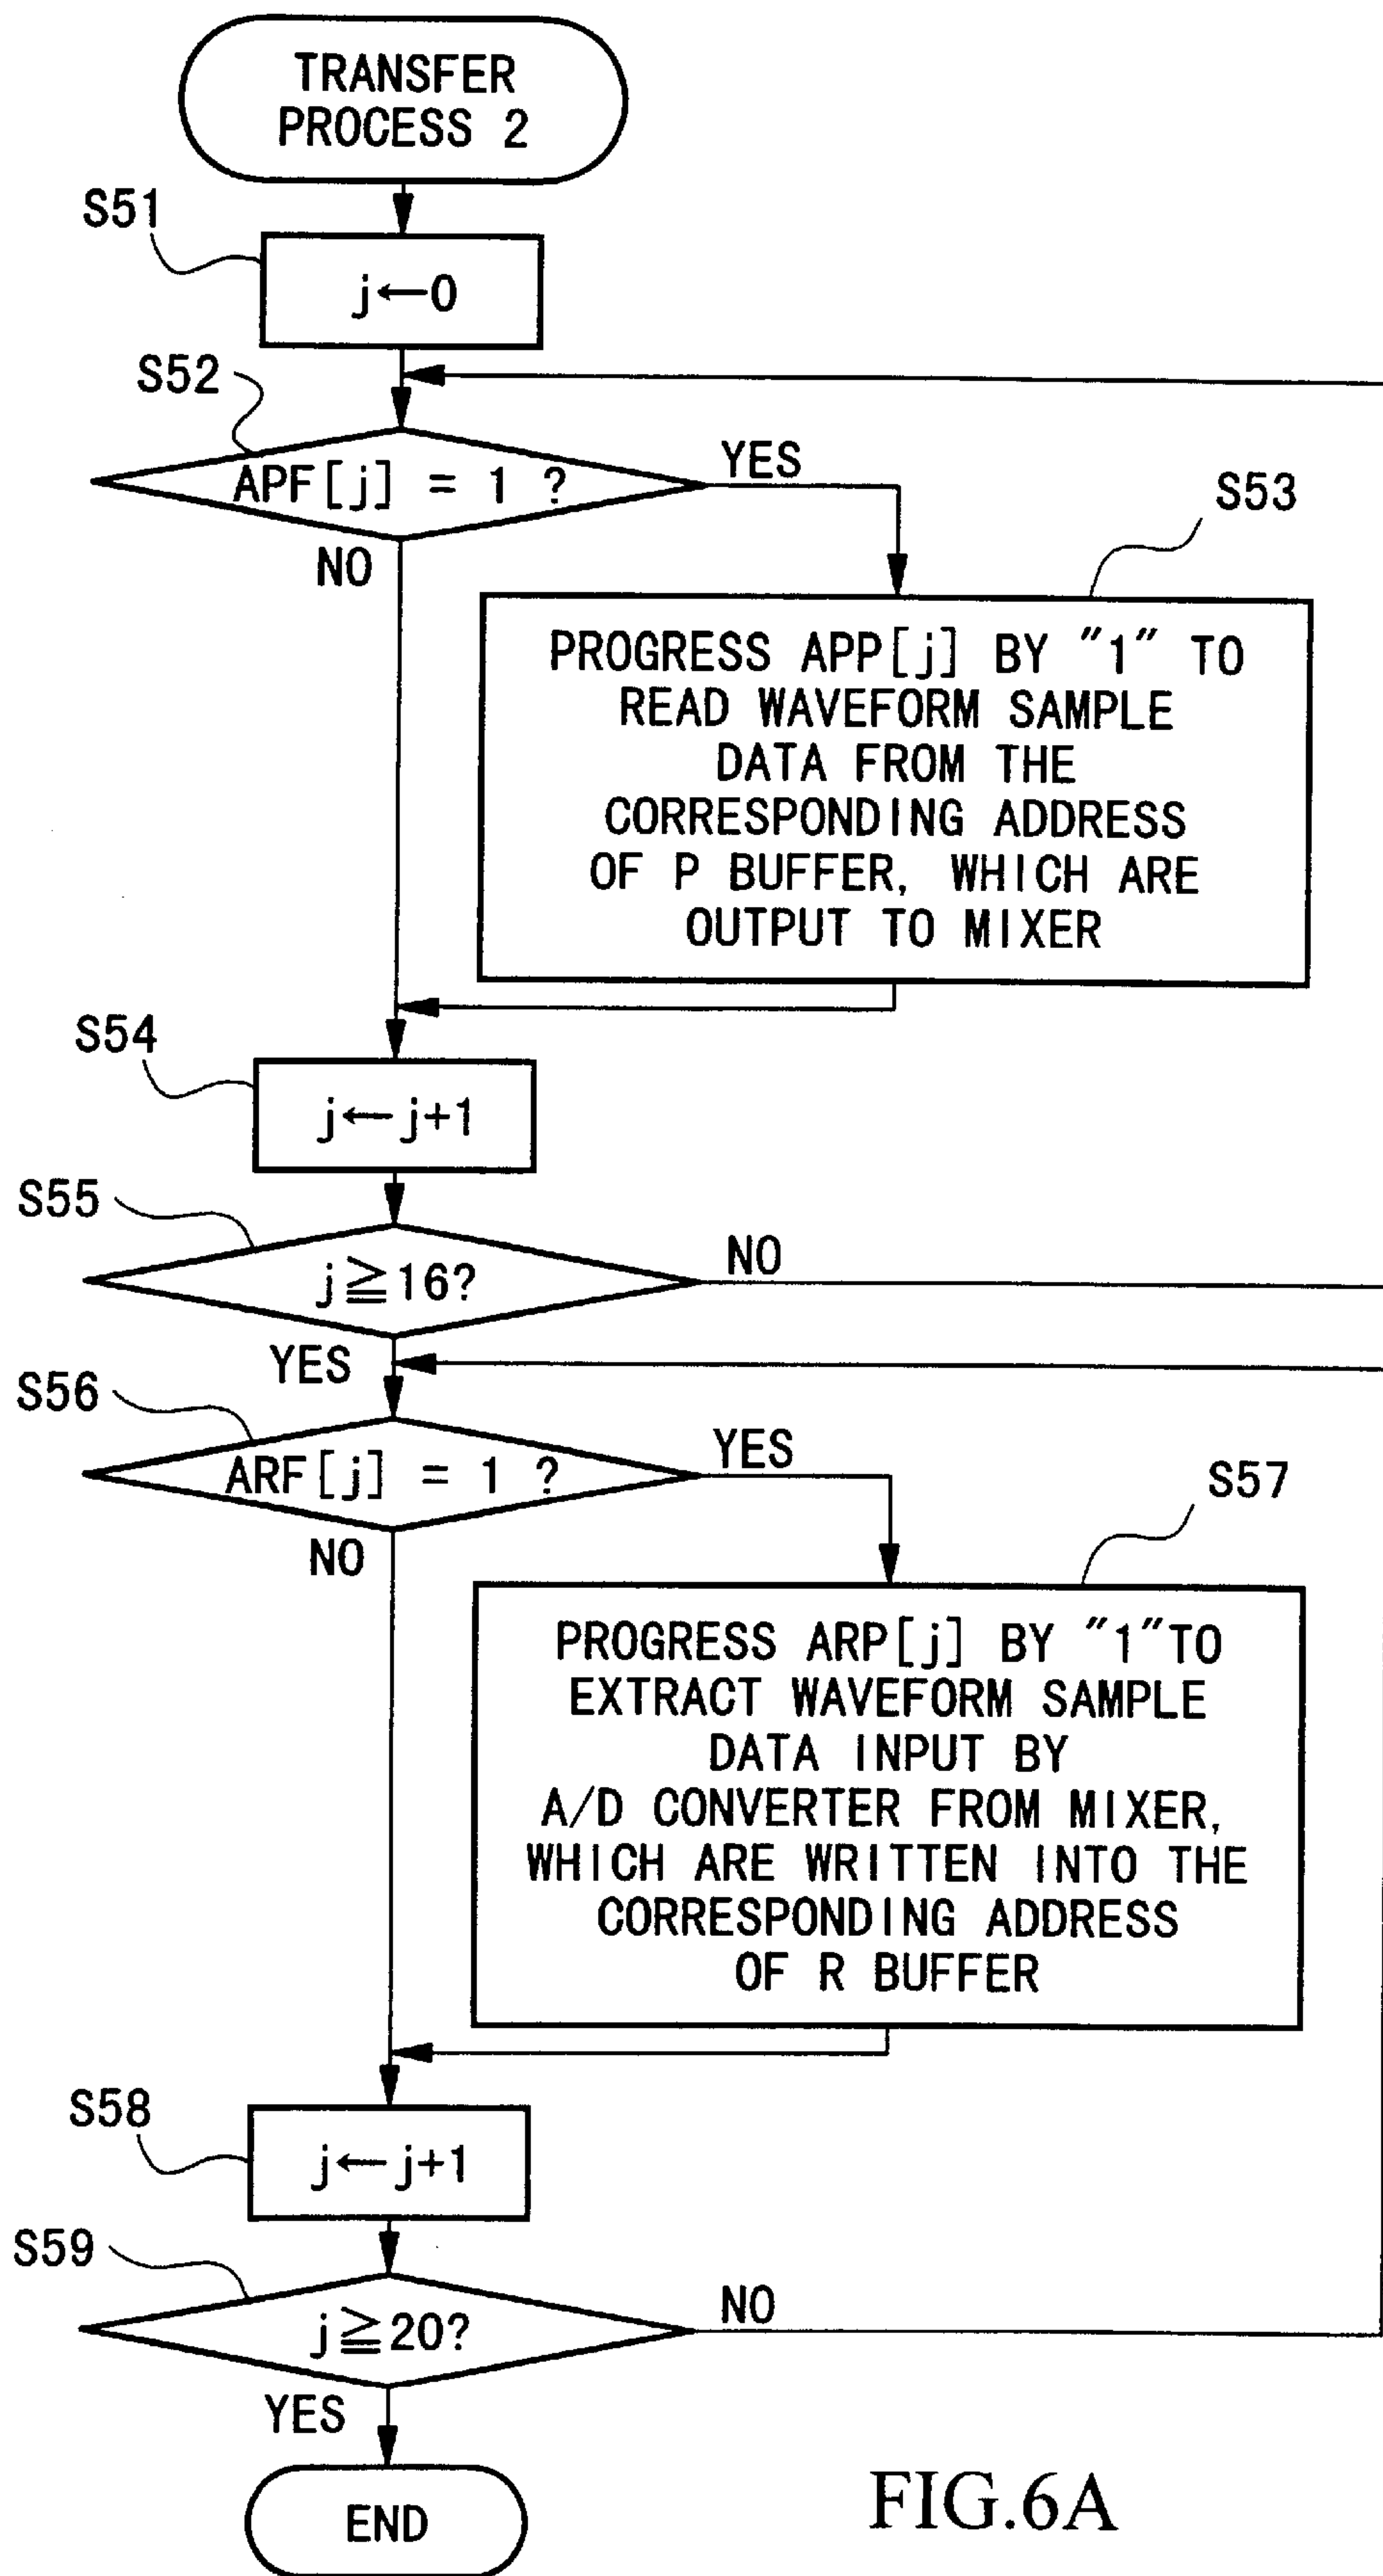 TRANSFER
PROCESS 2
S51
j←0
S52
APF[j] = 1 ?
YES
NO
S53
PROGRESS APP[j] BY "1" TO
READ WAVEFORM SAMPLE
DATA FROM THE
CORRESPONDING ADDRESS
OF P BUFFER, WHICH ARE
OUTPUT TO MIXER
S54
j←j+1
S55
j≧16?
NO
YES
S56
ARF[j] = 1 ?
YES
NO
S57
PROGRESS ARP[j] BY "1"TO
EXTRACT WAVEFORM SAMPLE
DATA INPUT BY
A/D CONVERTER FROM MIXER,
WHICH ARE WRITTEN INTO THE
CORRESPONDING ADDRESS
OF R BUFFER
S58
j←j+1
S59
j≧20?
NO
YES
END
FIG.6A